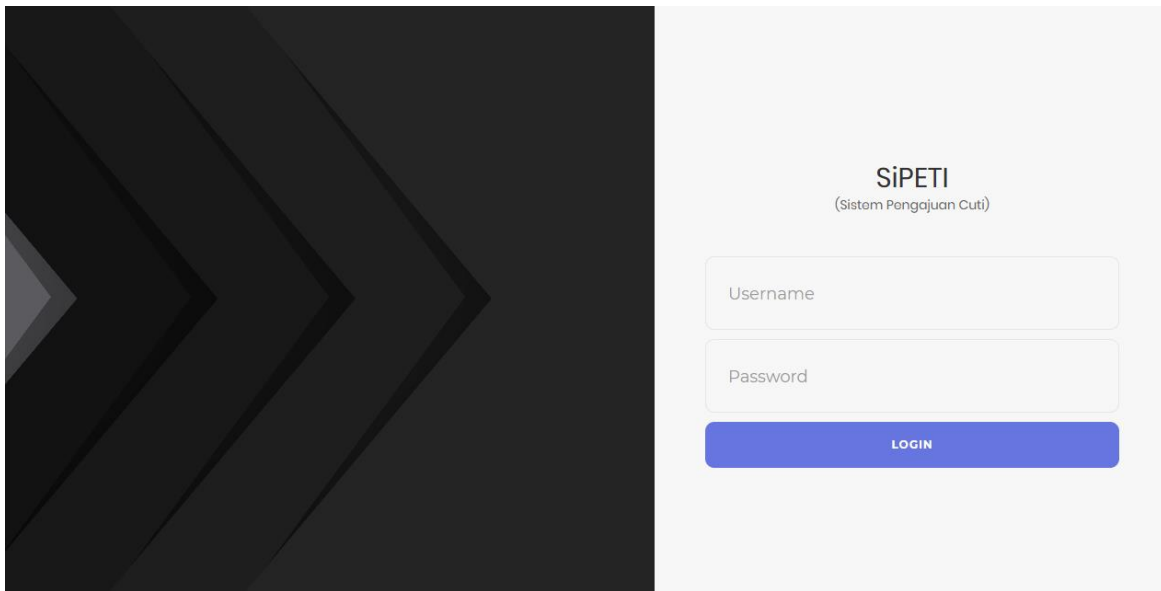 SiPETI
(Sistem Pengajuan Cuti)
Username
Password
LOGIN